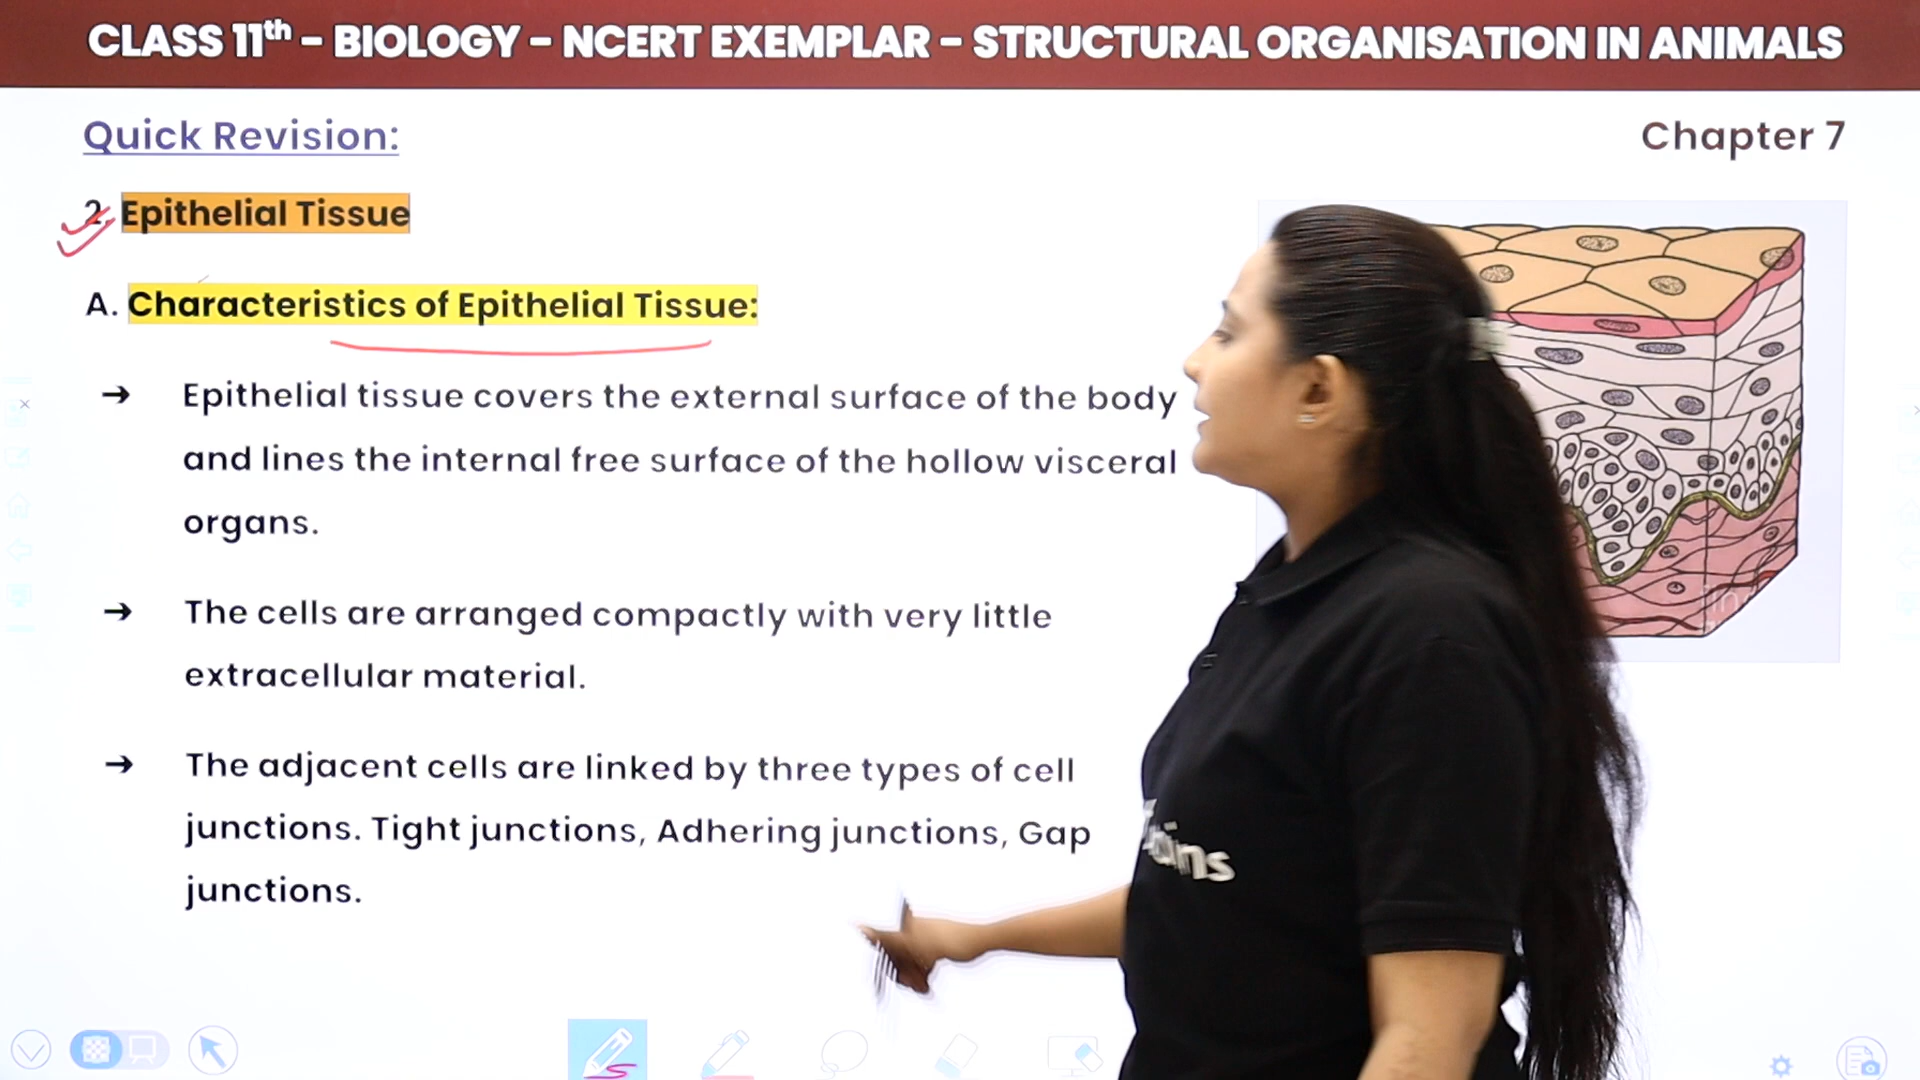 CLASS 11th - BIOLOGY - NCERT EXEMPLAR - STRUCTURAL ORGANISATION IN ANIMALS
Quick Revision:
Chapter 7
2. Epithelial Tissue
A. Characteristics of Epithelial Tissue:
→ Epithelial tissue covers the external surface of the body
and lines the internal free surface of the hollow visceral
organs.
→ The cells are arranged compactly with very little
extracellular material.
→ The adjacent cells are linked by three types of cell
junctions. Tight junctions, Adhering junctions, Gap
junctions.